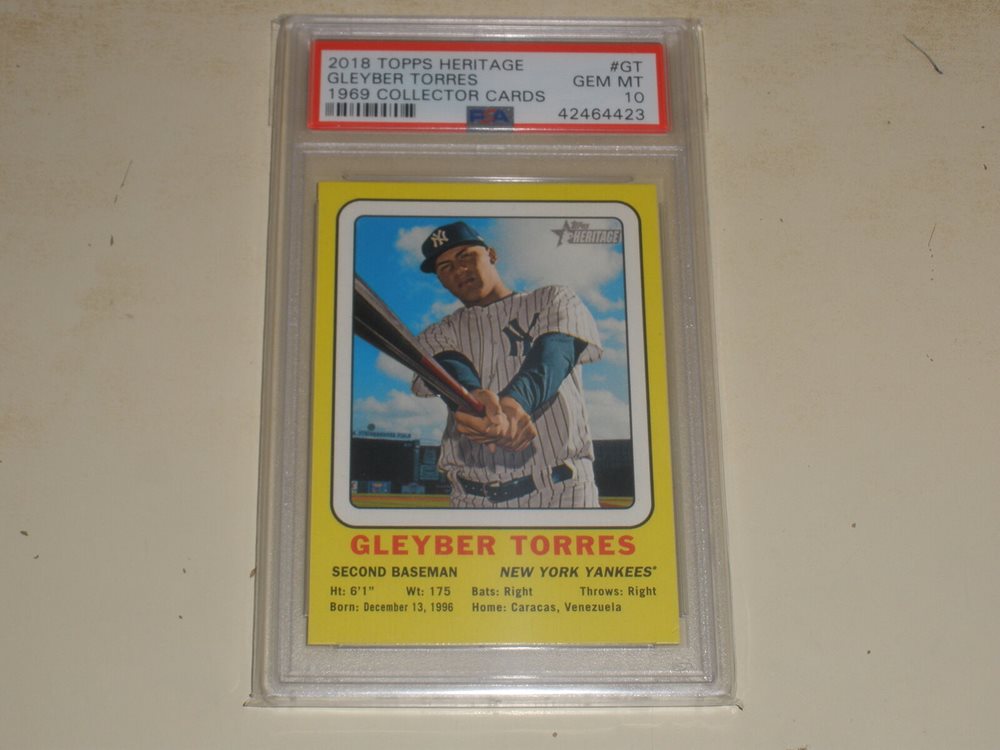 2018 TOPPS HERITAGE #GT
GLEYBER TORRES GEM MT
1969 COLLECTOR CARDS 10
PSA 42464423
NY
Topps
HERITAGE
NY
GLEYBER TORRES
SECOND BASEMAN NEW YORK YANKEES
Ht: 6'1" Wt: 175 Bats: Right Throws: Right
Born: December 13, 1996 Home: Caracas, Venezuela